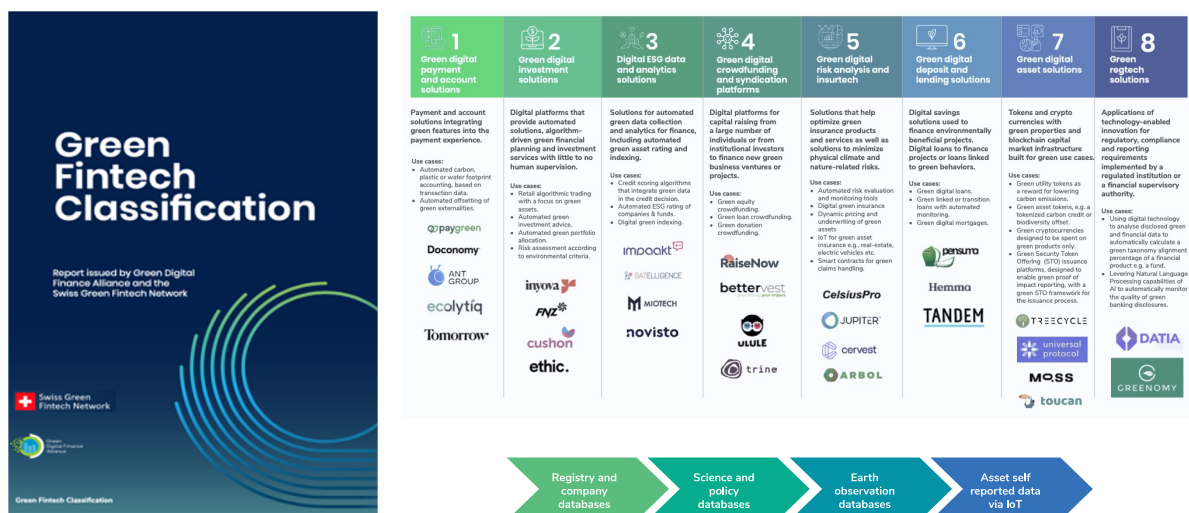 Green
Fintech
Classification
Report issued by Green Digital
Finance Alliance and the
Swiss Green Fintech Network
Swiss Green
Fintech Network
Green
Digital Finance
Alliance
Green Fintech Classification
1
Green digital
payment
and account
solutions
Payment and account
solutions integrating
green features into the
payment experience.
Use cases:
• Automated carbon,
plastic or water footprint
accounting, based on
transaction data.
• Automated offsetting of
green externalities.
paygreen
Doconomy
ANT
GROUP
ecolytiq
Tomorrow
2
Green digital
investment
solutions
Digital platforms that
provide automated
solutions, algorithm-
driven green financial
planning and investment
services with little to no
human supervision.
Use cases:
• Retail algorithmic trading
with a focus on green
assets.
• Automated green
investment advice.
• Automated green portfolio
allocation.
• Risk assessment according
to environmental criteria.
inyova
FNZ
cushon
ethic.
3
Digital ESG data
and analytics
solutions
Solutions for automated
green data collection
and analytics for finance,
including automated
green asset rating and
indexing.
Use cases:
• Credit scoring algorithms
that integrate green data
in the credit decision.
• Automated ESG rating of
companies & funds.
• Digital green indexing.
impaakt
SATELLIGENCE
MIOTECH
novisto
4
Green digital
crowdfunding
and syndication
platforms
Digital platforms for
capital raising from
a large number of
individuals or from
institutional investors
to finance new green
business ventures or
projects.
Use cases:
• Green equity
crowdfunding.
• Green loan crowdfunding.
• Green donation
crowdfunding.
RaiseNow
bettervest
ULULE
trine
5
Green digital
risk analysis and
insurtech
Solutions that help
optimize green
insurance products
and services as well as
solutions to minimize
physical climate and
nature-related risks.
Use cases:
• Automated risk evaluation
and monitoring tools
• Digital green insurance
• Dynamic pricing and
underwriting of green
assets
• IoT for green asset
insurance e.g., real-estate,
electric vehicles etc.
• Smart contracts for green
claims handling.
CelsiusPro
JUPITER
cervest
ARBOL
6
Green digital
deposit and
lending solutions
Digital savings
solutions used to
finance environmentally
beneficial projects.
Digital loans to finance
projects or loans linked
to green behaviors.
Use cases:
• Green digital loans.
• Green linked or transition
loans with automated
monitoring.
• Green digital mortgages.
pensumo
Hemma
TANDEM
7
Green digital
asset solutions
Tokens and crypto
currencies with
green properties and
blockchain capital
market infrastructure
built for green use cases.
Use cases:
• Green utility tokens as
a reward for lowering
carbon emissions.
• Green asset tokens, e.g. a
tokenized carbon credit or
biodiversity offset.
• Green cryptocurrencies
designed to be spent on
green products only.
• Green Security Token
Offering (STO) issuance
platforms, designed to
enable green proof of
impact reporting, with a
green STO framework for
the issuance process.
TREECYCLE
universal
protocol
MOSS
toucan
8
Green
regtech
solutions
Applications of
technology-enabled
innovation for
regulatory, compliance
and reporting
requirements
implemented by a
regulated institution or
a financial supervisory
authority.
Use cases:
• Using digital technology
to analyse disclosed green
and financial data to
automatically calculate a
green taxonomy alignment
percentage of a financial
product e.g. a fund.
• Levering Natural Language
Processing capabilities of
AI to automatically monitor
the quality of green
banking disclosures.
DATIA
GREENOMY
Registry and
company
databases
Science and
policy
databases
Earth
observation
databases
Asset self
reported data
via IoT